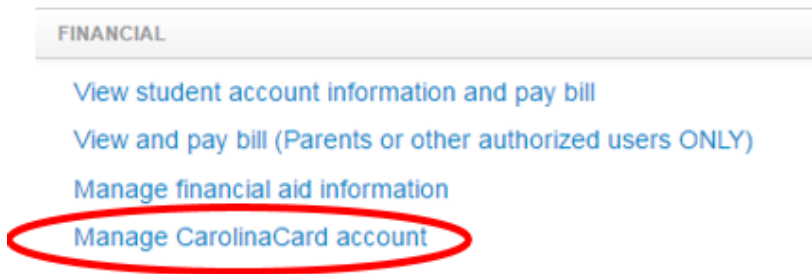 FINANCIAL
View student account information and pay bill
View and pay bill (Parents or other authorized users ONLY)
Manage financial aid information
Manage CarolinaCard account